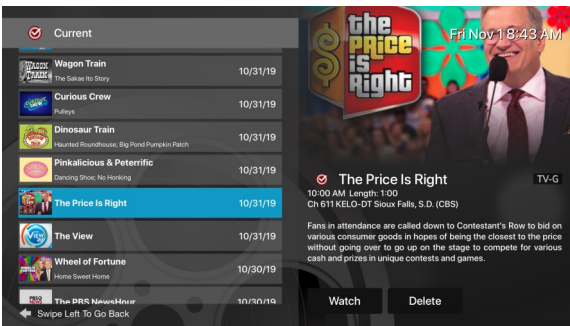 Current
Wagon Train
The Sakae Ito Story
10/31/19
Curious Crew
Pulleys
10/31/19
Dinosaur Train
Haunted Roundhouse; Big Pond Pumpkin Patch
10/31/19
Pinkalicious & Peterrific
Dancing Shoe; No Honking
10/31/19
The Price Is Right
10/31/19
The View
10/31/19
Wheel of Fortune
Home Sweet Home
10/30/19
The PBS NewsHour
10/30/19
Swipe Left To Go Back
the
PRiCE
iS
Right
Fri Nov 1 8:43 AM
The Price Is Right
TV-G
10:00 AM Length: 1:00
Ch 611 KELO-DT Sioux Falls, S.D. (CBS)
Fans in attendance are called down to Contestant's Row to bid on
various consumer goods in hopes of being the closest to the price
without going over to go up on the stage to compete for various
cash and prizes in unique contests and games.
Watch
Delete